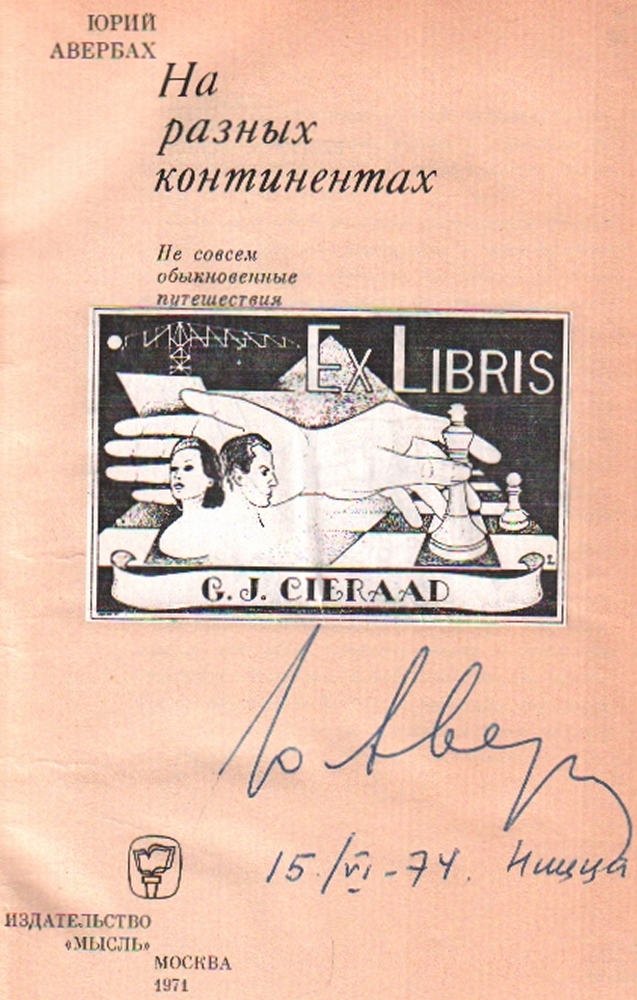 ЮРИЙ
АВЕРБАХ
На
разных
континентах
Не совсем
обыкновенные
путешествия
EX LIBRIS
G. J. CIERAAD
Ю Авер
15./VI-74. Ницца
ИЗДАТЕЛЬСТВО
«МЫСЛЬ»
МОСКВА
1971